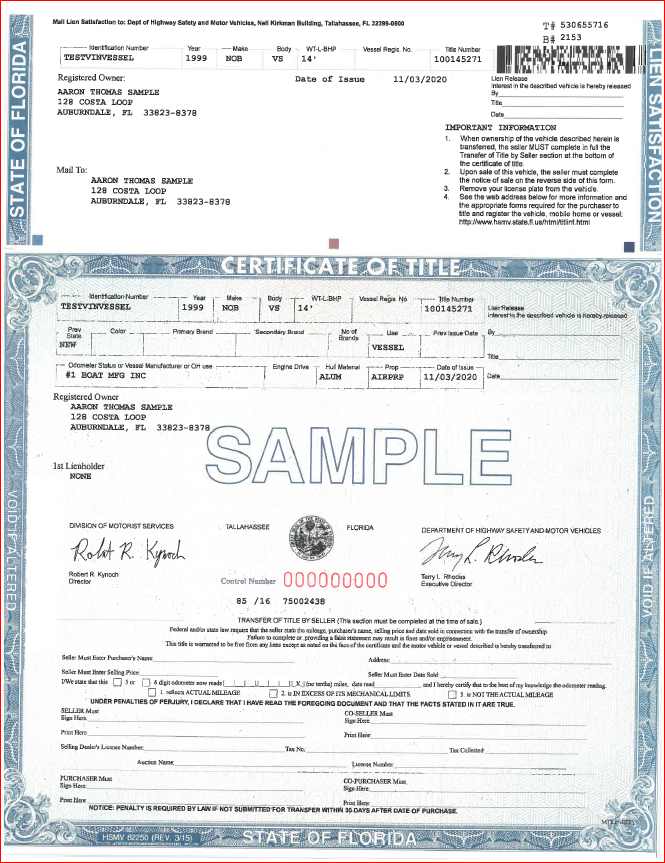 Mail Lien Satisfaction to: Dept of Highway Safety and Motor Vehicles, Neil Kirkman Building, Tallahassee, FL 32399-0500
T# 530655716
B# 2153
Identification Number Year Make Body WT-L-BHP Vessel Regis. No. Title Number
TESTVINVESSEL 1999 NOB VS 14' 100145271
Registered Owner: Date of Issue 11/03/2020
Lien Release
Interest in the described vehicle is hereby released
By
Title
Date
AARON THOMAS SAMPLE
128 COSTA LOOP
AUBURNDALE, FL 33823-8378
IMPORTANT INFORMATION
1. When ownership of the vehicle described herein is
transferred, the seller MUST complete in full the
Transfer of Title by Seller section at the bottom of
the certificate of title.
2. Upon sale of this vehicle, the seller must complete
the notice of sale on the reverse side of this form.
3. Remove your license plate from the vehicle.
4. See the web address below for more information and
the appropriate forms required for the purchaser to
title and register the vehicle, mobile home or vessel:
http://www.hsmv.state.fl.us/html/titlinf.html
Mail To:
AARON THOMAS SAMPLE
128 COSTA LOOP
AUBURNDALE, FL 33823-8378
STATE OF FLORIDA
LIEN SATISFACTION
CERTIFICATE OF TITLE
Identification Number Year Make Body WT-L-BHP Vessel Regis. No Title Number
TESTVINVESSEL 1999 NOB VS 14' 100145271
Lien Release
Interest in the described vehicle is hereby released
Prev State Color Primary Brand Secondary Brand No of Brands Use Prev Issue Date
NEW VESSEL
By
Title
Odometer Status or Vessel Manufacturer or OH use Engine Drive Hull Material Prop Date of Issue
#1 BOAT MFG INC ALUM AIRPRP 11/03/2020
Date
Registered Owner
AARON THOMAS SAMPLE
128 COSTA LOOP
AUBURNDALE, FL 33823-8378
SAMPLE
1st Lienholder
NONE
VOID IF ALTERED
VOID IF ALTERED
DIVISION OF MOTORIST SERVICES TALLAHASSEE FLORIDA DEPARTMENT OF HIGHWAY SAFETY AND MOTOR VEHICLES
Robert R. Kynoch
Terry L. Rhodes
Robert R Kynoch
Director
Control Number 000000000
Terry L. Rhodes
Executive Director
85 /16 75002438
TRANSFER OF TITLE BY SELLER (This section must be completed at the time of sale.)
Federal and/or state law require that the seller state the mileage, purchaser's name, selling price and date sold in connection with the transfer of ownership
Failure to complete or providing a false statement may result in fines and/or imprisonment.
This title is warranted to be free from any liens except as noted on the face of the certificate and the motor vehicle or vessel described is hereby transferred to
Seller Must Enter Purchaser's Name: Address:
Seller Must Enter Selling Price: Seller Must Enter Date Sold:
I/We state that this 5 or 6 digit odometer now reads X (no tenths) miles, date read and I hereby certify that to the best of my knowledge the odometer reading.
1 reflects ACTUAL MILEAGE. 2. is IN EXCESS OF ITS MECHANICAL LIMITS. 3. is NOT THE ACTUAL MILEAGE
UNDER PENALTIES OF PERJURY, I DECLARE THAT I HAVE READ THE FOREGOING DOCUMENT AND THAT THE FACTS STATED IN IT ARE TRUE.
SELLER Must
Sign Here:
CO-SELLER Must
Sign Here:
Print Here: Print Here:
Selling Dealer's License Number: Tax No. Tax Collected:
Auction Name: License Number:
PURCHASER Must
Sign Here:
CO-PURCHASER Must
Sign Here:
Print Here Print Here:
NOTICE: PENALTY IS REQUIRED BY LAW IF NOT SUBMITTED FOR TRANSFER WITHIN 30 DAYS AFTER DATE OF PURCHASE.
HSMV 82250 (REV. 3/15) STATE OF FLORIDA